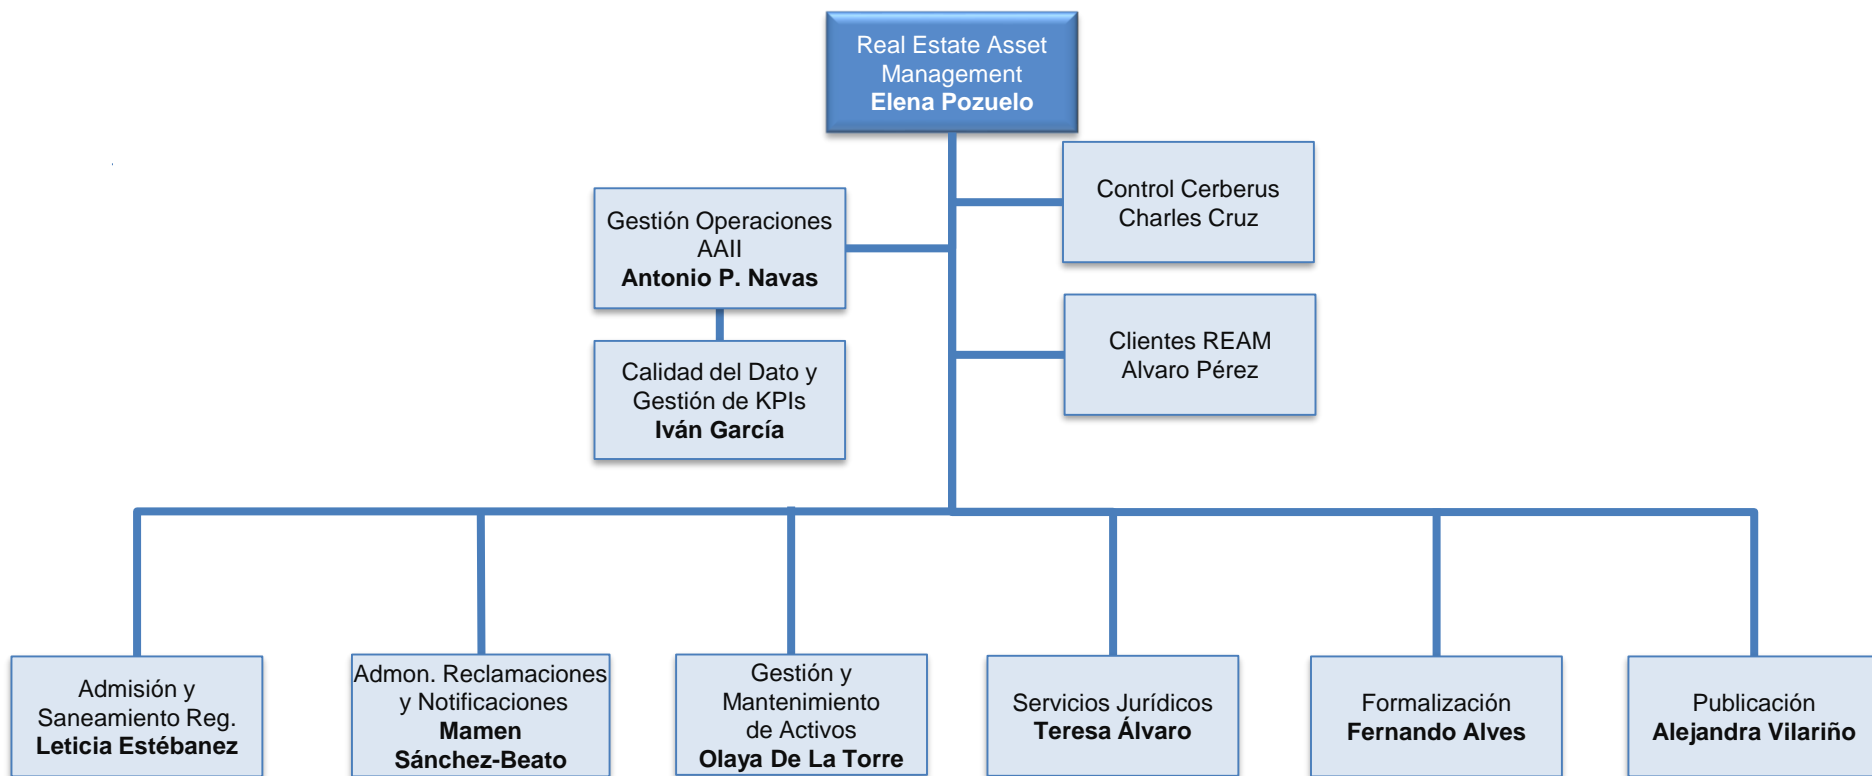 Real Estate Asset
Management
Elena Pozuelo
Control Cerberus
Charles Cruz
Gestión Operaciones
AAII
Antonio P. Navas
Clientes REAM
Alvaro Pérez
Calidad del Dato y
Gestión de KPIs
Iván García
Admisión y
Saneamiento Reg.
Leticia Estébanez
Admon. Reclamaciones
y Notificaciones
Mamen
Sánchez-Beato
Gestión y
Mantenimiento
de Activos
Olaya De La Torre
Servicios Jurídicos
Teresa Álvaro
Formalización
Fernando Alves
Publicación
Alejandra Vilariño